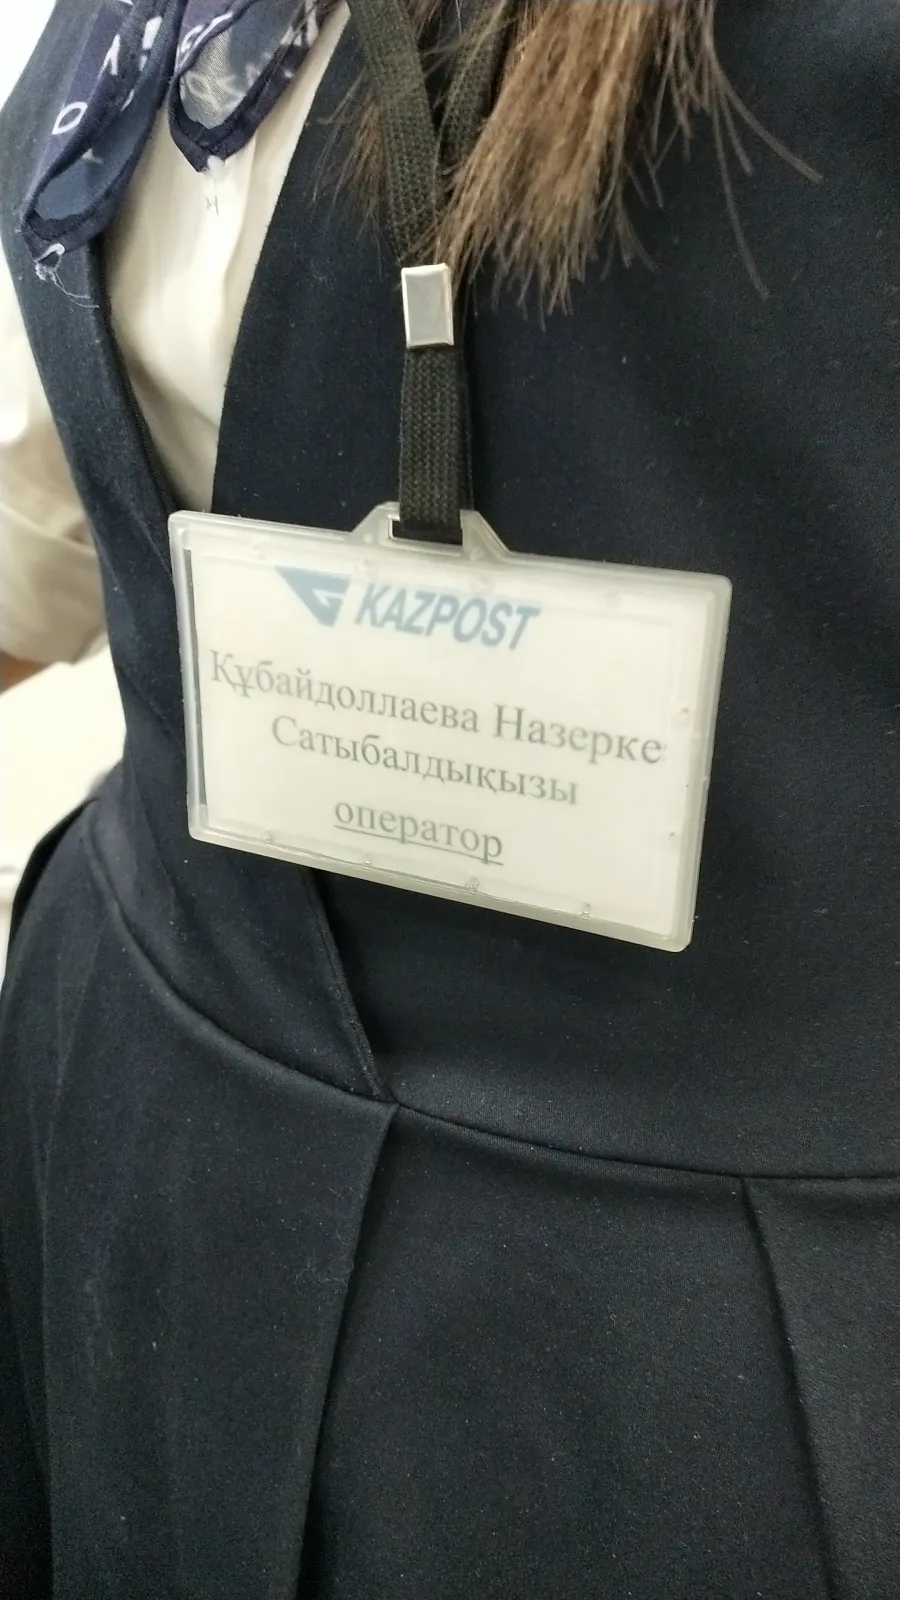 KAZPOST
Құбайдоллаева Назерке
Сатыбалдықызы
оператор